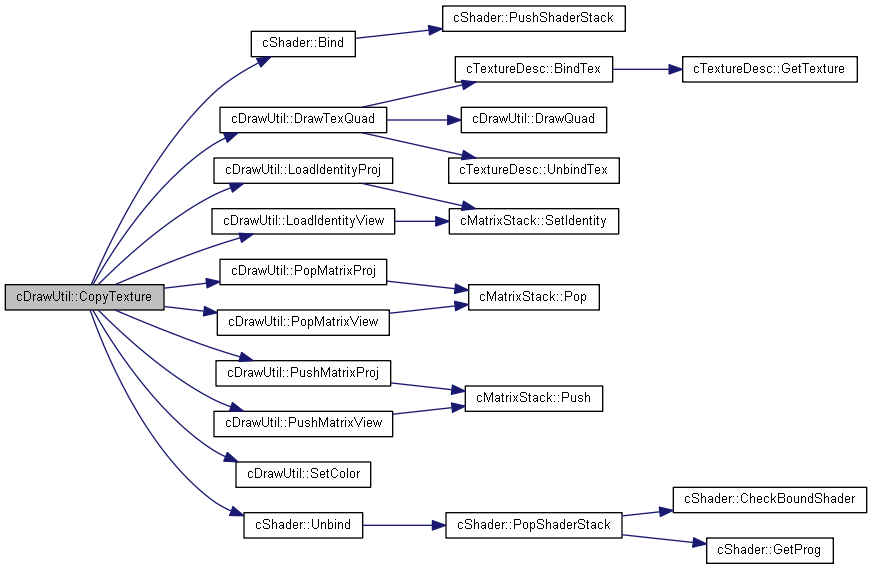 cDrawUtil::CopyTexture
cShader::Bind
cShader::PushShaderStack
cDrawUtil::DrawTexQuad
cTextureDesc::BindTex
cTextureDesc::GetTexture
cDrawUtil::DrawQuad
cTextureDesc::UnbindTex
cDrawUtil::LoadIdentityProj
cDrawUtil::LoadIdentityView
cMatrixStack::SetIdentity
cDrawUtil::PopMatrixProj
cDrawUtil::PopMatrixView
cMatrixStack::Pop
cDrawUtil::PushMatrixProj
cDrawUtil::PushMatrixView
cMatrixStack::Push
cDrawUtil::SetColor
cShader::Unbind
cShader::PopShaderStack
cShader::CheckBoundShader
cShader::GetProg